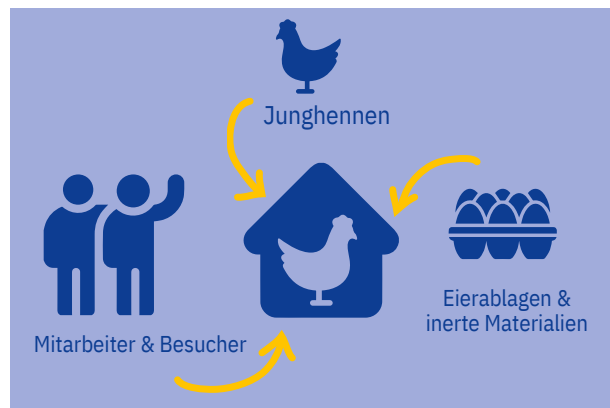 Junghennen
Eierablagen &
inerte Materialien
Mitarbeiter & Besucher